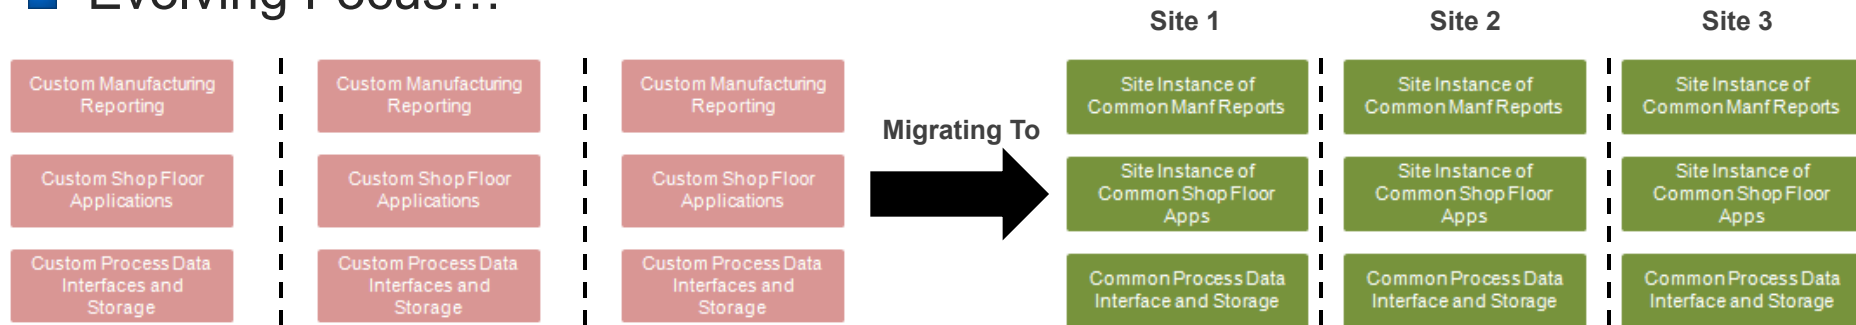 Evolving Focus…
Site 1
Site 2
Site 3
Custom Manufacturing
Reporting
Custom Manufacturing
Reporting
Custom Manufacturing
Reporting
Migrating To
Site Instance of
Common Manf Reports
Site Instance of
Common Manf Reports
Site Instance of
Common Manf Reports
Custom Shop Floor
Applications
Custom Shop Floor
Applications
Custom Shop Floor
Applications
Site Instance of
Common Shop Floor
Apps
Site Instance of
Common Shop Floor
Apps
Site Instance of
Common Shop Floor
Apps
Custom Process Data
Interfaces and
Storage
Custom Process Data
Interfaces and
Storage
Custom Process Data
Interfaces and
Storage
Common Process Data
Interface and Storage
Common Process Data
Interface and Storage
Common Process Data
Interface and Storage